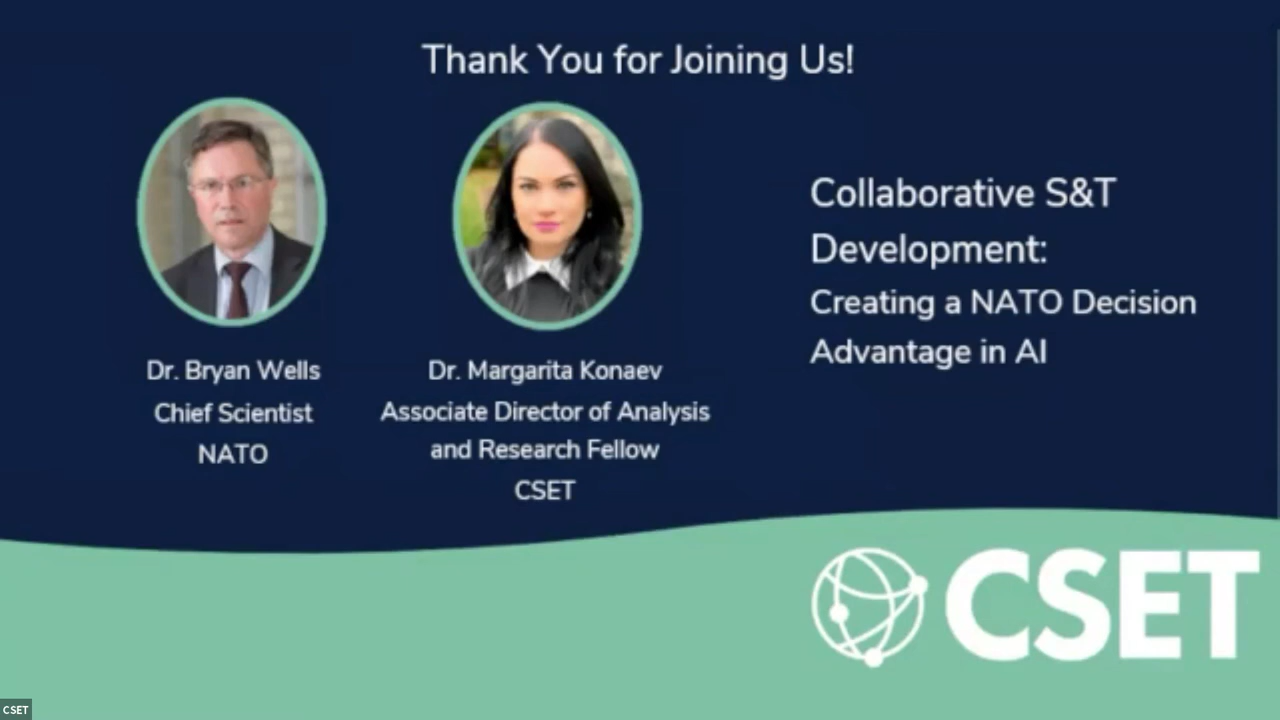 Thank You for Joining Us!
Dr. Bryan Wells
Chief Scientist
NATO
Dr. Margarita Konaev
Associate Director of Analysis
and Research Fellow
CSET
Collaborative S&T
Development:
Creating a NATO Decision
Advantage in AI
CSET
CSET